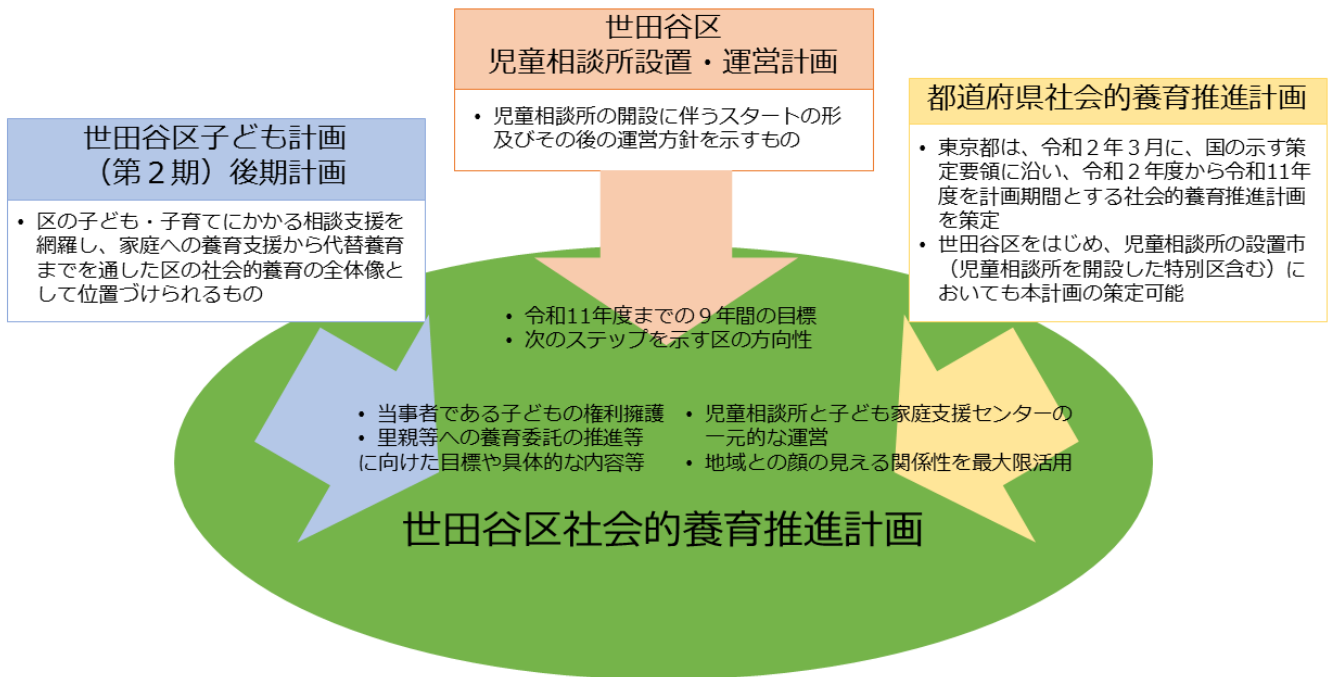 世田谷区
児童相談所設置・運営計画
• 児童相談所の開設に伴うスタートの形
及びその後の運営方針を示すもの
世田谷区子ども計画
（第２期）後期計画
• 区の子ども・子育てにかかる相談支援を
網羅し、家庭への養育支援から代替養育
までを通した区の社会的養育の全体像と
して位置づけられるもの
都道府県社会的養育推進計画
• 東京都は、令和２年３月に、国の示す策
定要領に沿い、令和２年度から令和11年
度を計画期間とする社会的養育推進計画
を策定
• 世田谷区をはじめ、児童相談所の設置市
（児童相談所を開設した特別区含む）に
おいても本計画の策定可能
• 令和11年度までの９年間の目標
• 次のステップを示す区の方向性
• 当事者である子どもの権利擁護
• 里親等への養育委託の推進等
に向けた目標や具体的な内容等
• 児童相談所と子ども家庭支援センターの
一元的な運営
• 地域との顔の見える関係性を最大限活用
世田谷区社会的養育推進計画